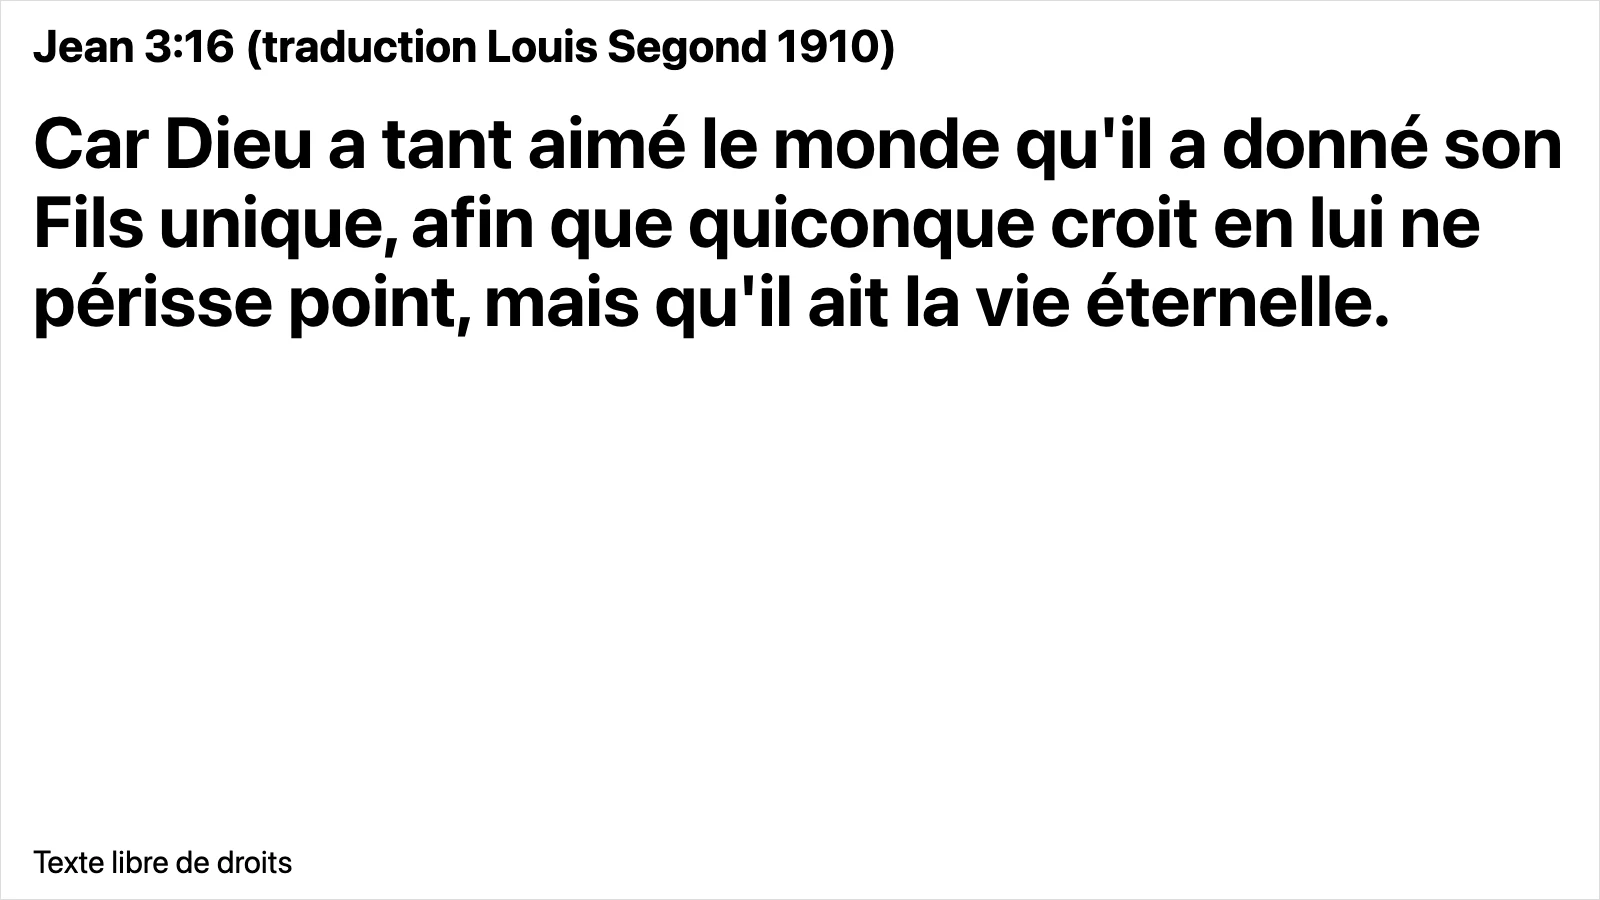 Jean 3:16 (traduction Louis Segond 1910)
Car Dieu a tant aimé le monde qu'il a donné son
Fils unique, afin que quiconque croit en lui ne
périsse point, mais qu'il ait la vie éternelle.
Texte libre de droits